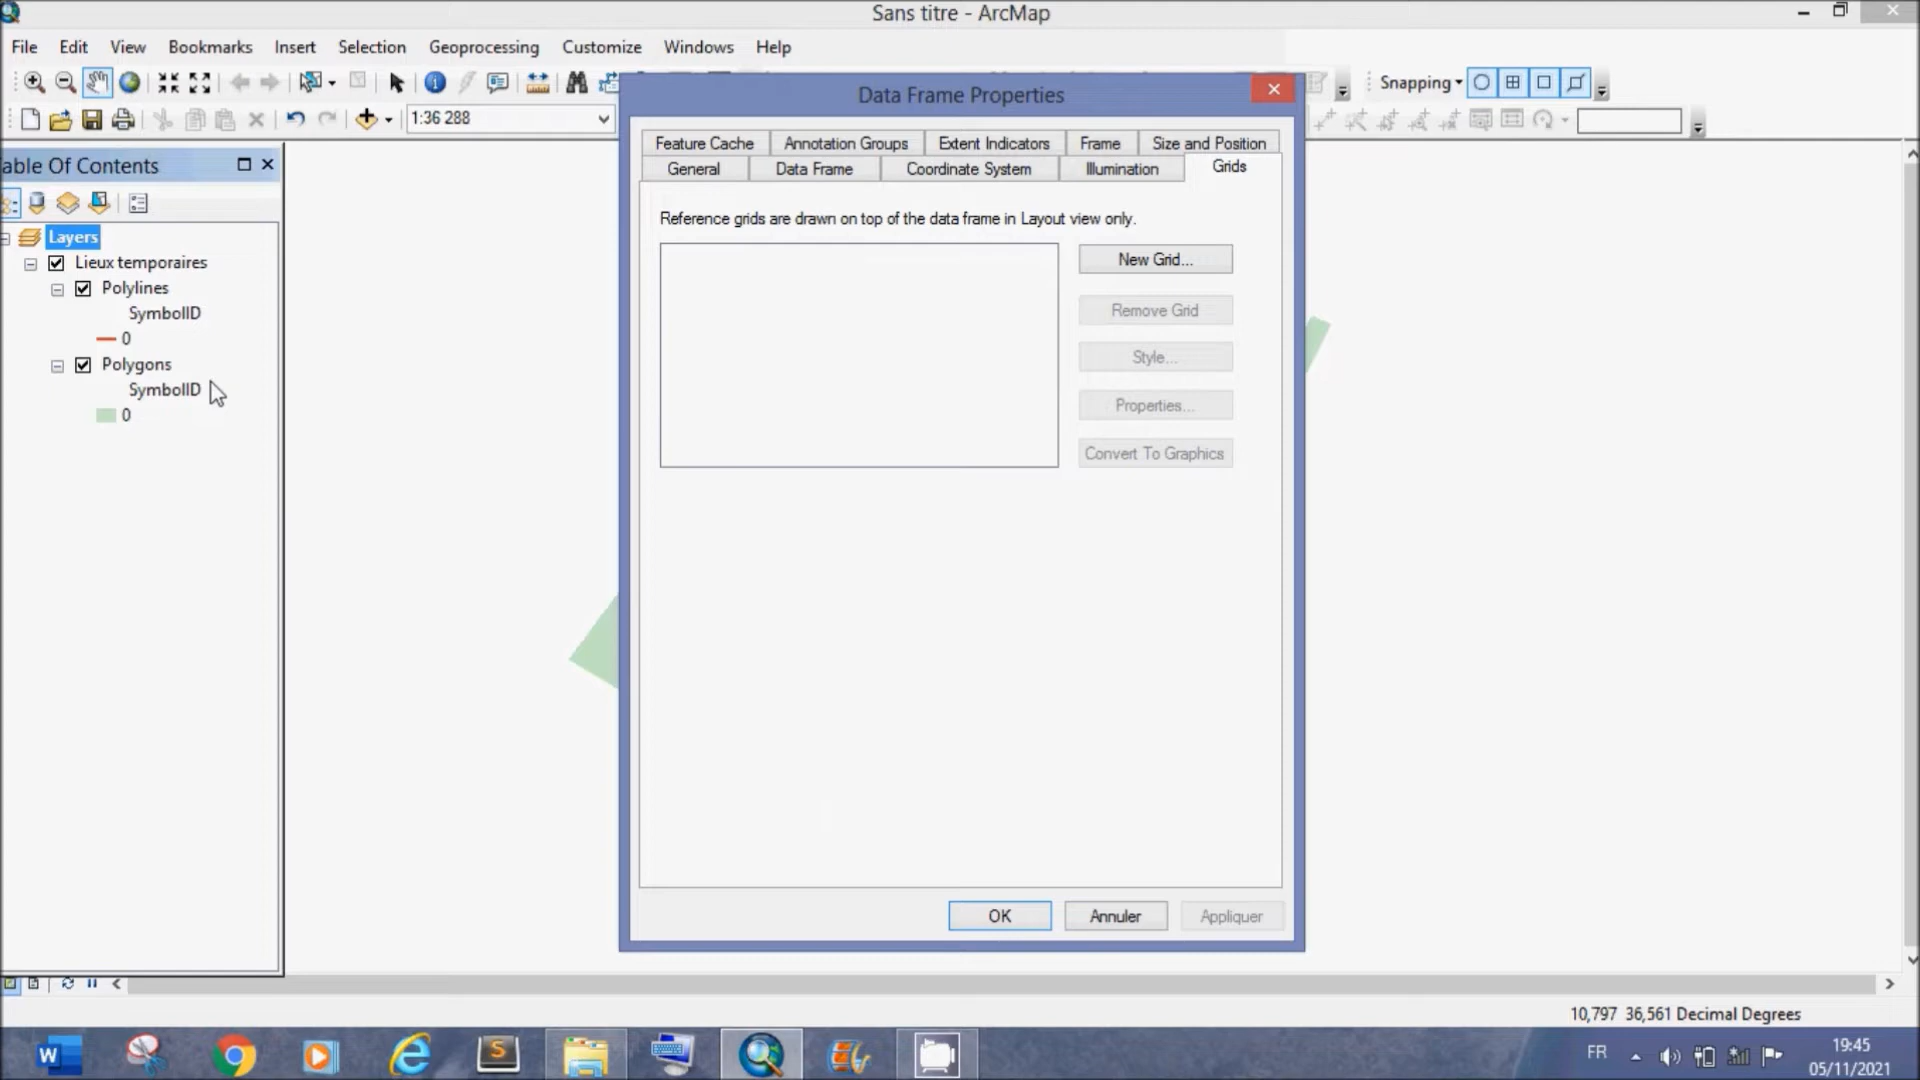 Sans titre - ArcMap
File Edit View Bookmarks Insert Selection Geoprocessing Customize Windows Help
Snapping
1:36 288
Data Frame Properties
Feature Cache Annotation Groups Extent Indicators Frame Size and Position
General Data Frame Coordinate System Illumination Grids
Reference grids are drawn on top of the data frame in Layout view only.
New Grid...
Remove Grid
Style...
Properties...
Convert To Graphics
OK Annuler Appliquer
able Of Contents
Layers
Lieux temporaires
Polylines
SymbolID
0
Polygons
SymbolID
0
10,797 36,561 Decimal Degrees
FR
19:45
05/11/2021